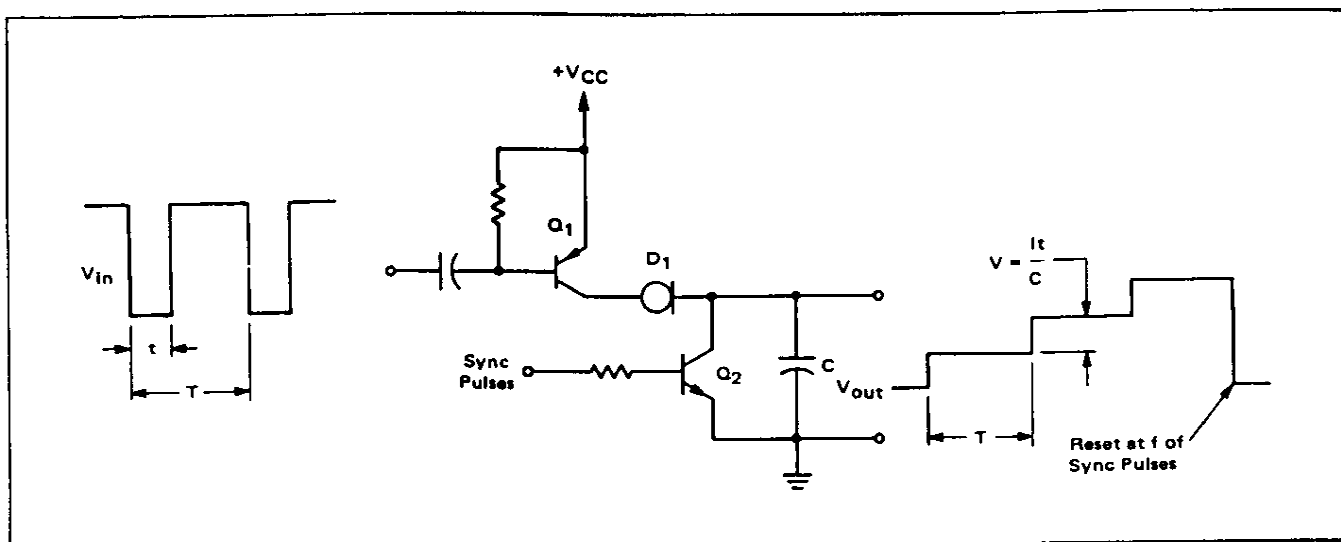 +VCC
Q1
D1
Vin
t
T
Sync
Pulses
Q2
C
V = It
C
Vout
T
Reset at f of
Sync Pulses